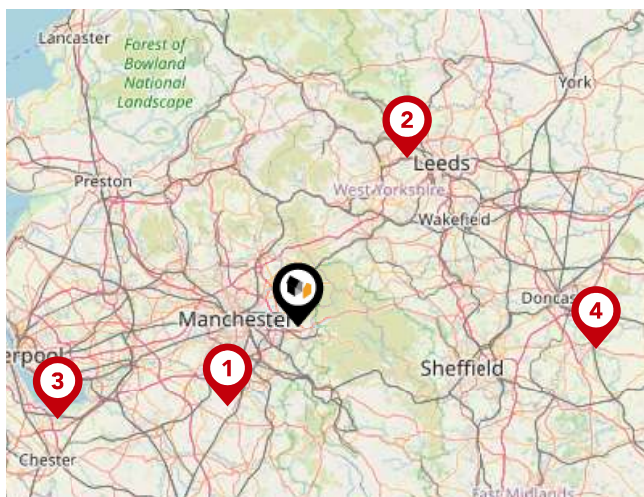 Lancaster
Forest of
Bowland
National
Landscape
York
2
Leeds
Preston
West Yorkshire
Wakefield
Doncas
4
Manchester
erpool
1
3
Sheffield
Chester
East Midlands